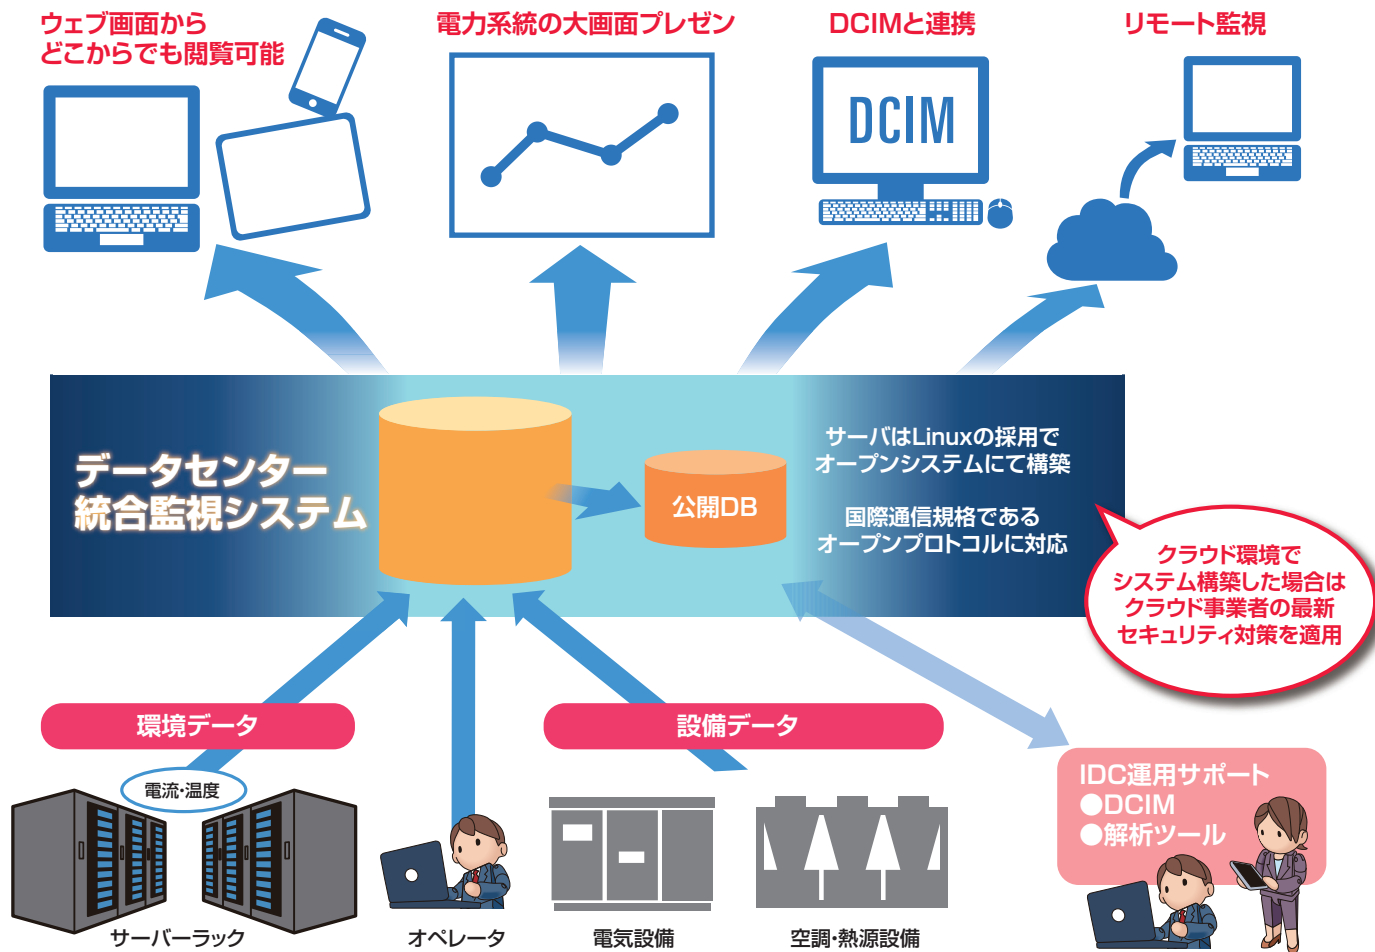 ウェブ画面から
どこからでも閲覧可能
電力系統の大画面プレゼン
DCIMと連携
リモート監視
DCIM
データセンター
統合監視システム
公開DB
サーバはLinuxの採用で
オープンシステムにて構築
国際通信規格である
オープンプロトコルに対応
クラウド環境で
システム構築した場合は
クラウド事業者の最新
セキュリティ対策を適用
環境データ
設備データ
電流・温度
IDC運用サポート
●DCIM
●解析ツール
サーバーラック
オペレータ
電気設備
空調・熱源設備